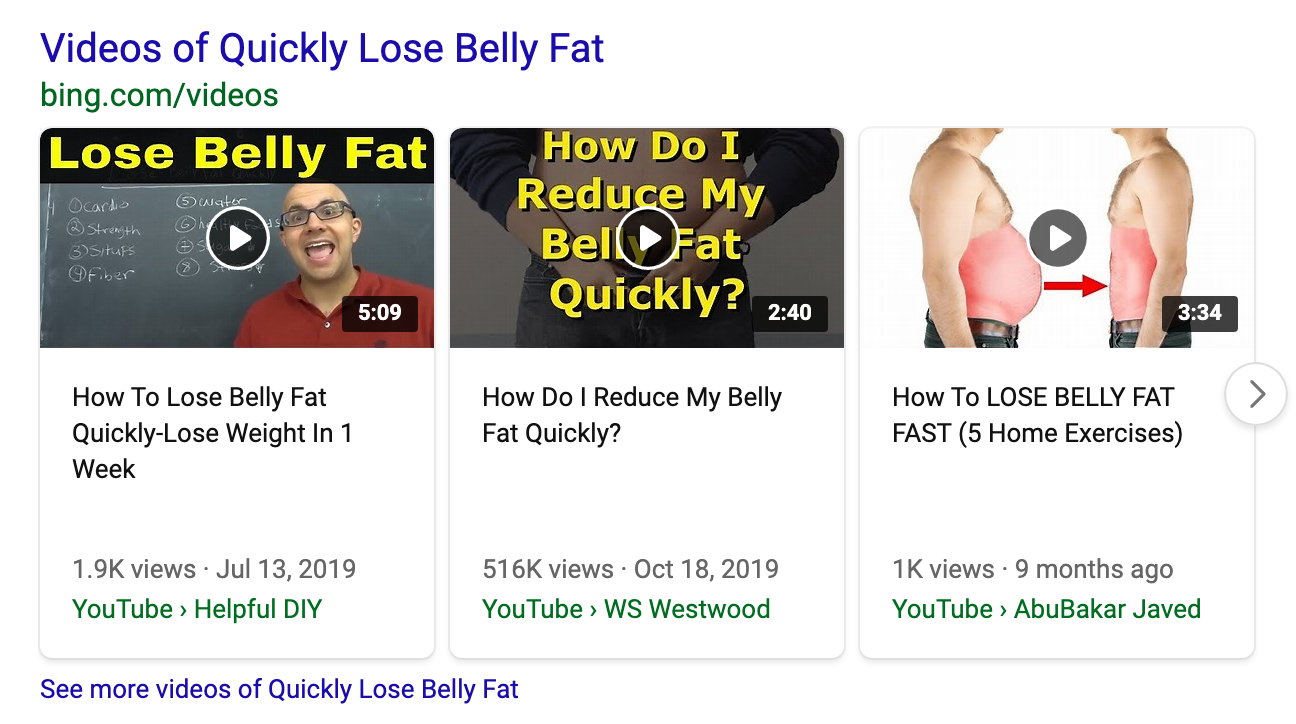 Videos of Quickly Lose Belly Fat
bing.com/videos
Lose Belly Fat
①Cardio
②Strength
③Situps
④Fiber
⑤Water
⑥
⑦
⑧
5:09
How Do I
Reduce My
Belly Fat
Quickly?
2:40
3:34
How To Lose Belly Fat
Quickly-Lose Weight In 1
Week
1.9K views · Jul 13, 2019
YouTube › Helpful DIY
How Do I Reduce My Belly
Fat Quickly?
516K views · Oct 18, 2019
YouTube › WS Westwood
How To LOSE BELLY FAT
FAST (5 Home Exercises)
1K views · 9 months ago
YouTube › AbuBakar Javed
See more videos of Quickly Lose Belly Fat